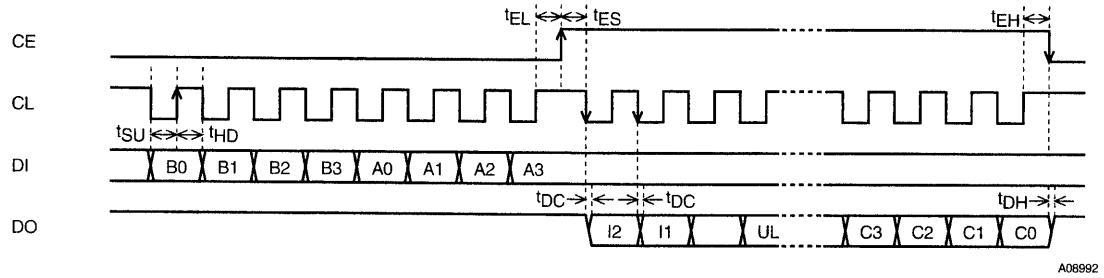 tEL tES tEH
CE
CL
tSU tHD
DI B0 B1 B2 B3 A0 A1 A2 A3
tDC tDC tDH
DO I2 I1 UL C3 C2 C1 C0
A08992